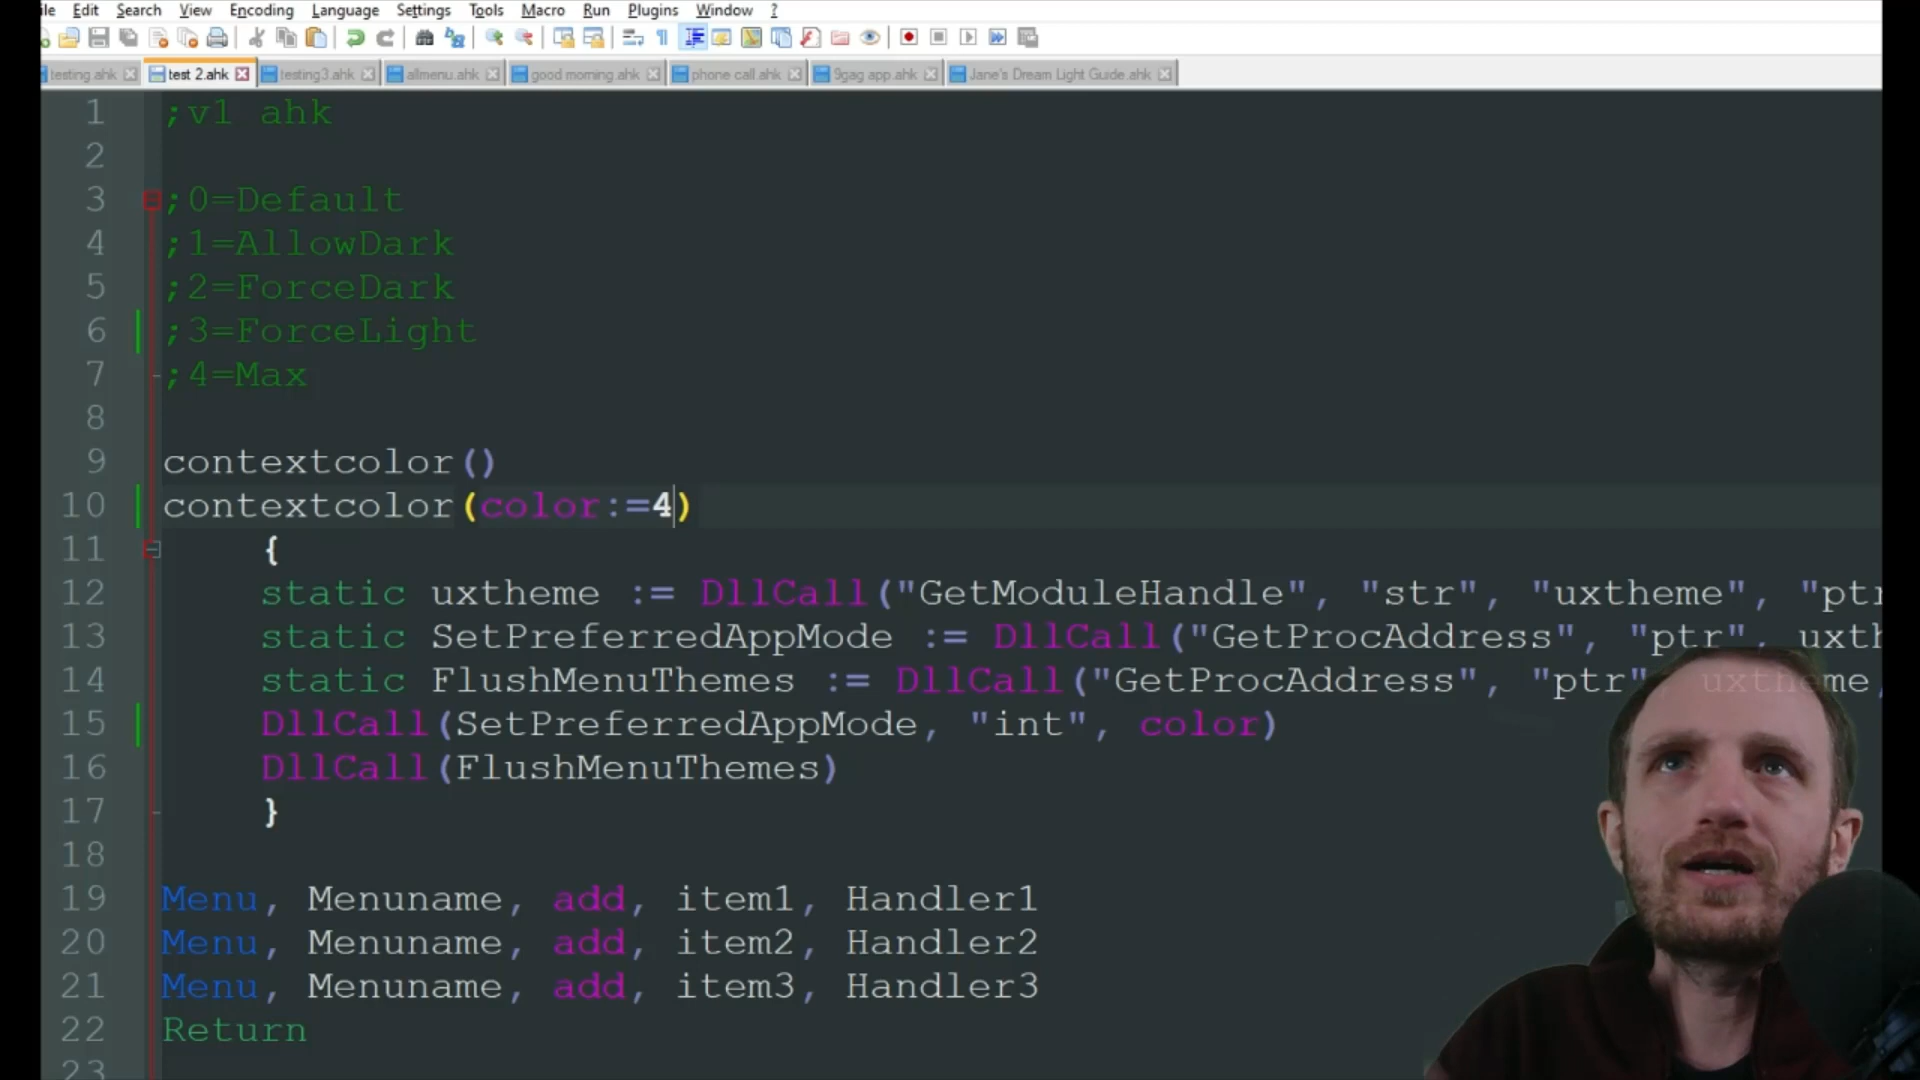 ile Edit Search View Encoding Language Settings Tools Macro Run Plugins Window ?
testing.ahk test 2.ahk testing3.ahk allmenu.ahk good morning.ahk phone call.ahk 9gag app.ahk Jane's Dream Light Guide.ahk
1 ;v1 ahk
2
3 ;0=Default
4 ;1=AllowDark
5 ;2=ForceDark
6 ;3=ForceLight
7 ;4=Max
8
9 contextcolor()
10 contextcolor(color:=4)
11 {
12 static uxtheme := DllCall("GetModuleHandle", "str", "uxtheme", "ptr
13 static SetPreferredAppMode := DllCall("GetProcAddress", "ptr", uxth
14 static FlushMenuThemes := DllCall("GetProcAddress", "ptr", uxtheme,
15 DllCall(SetPreferredAppMode, "int", color)
16 DllCall(FlushMenuThemes)
17 }
18
19 Menu, Menuname, add, item1, Handler1
20 Menu, Menuname, add, item2, Handler2
21 Menu, Menuname, add, item3, Handler3
22 Return
23